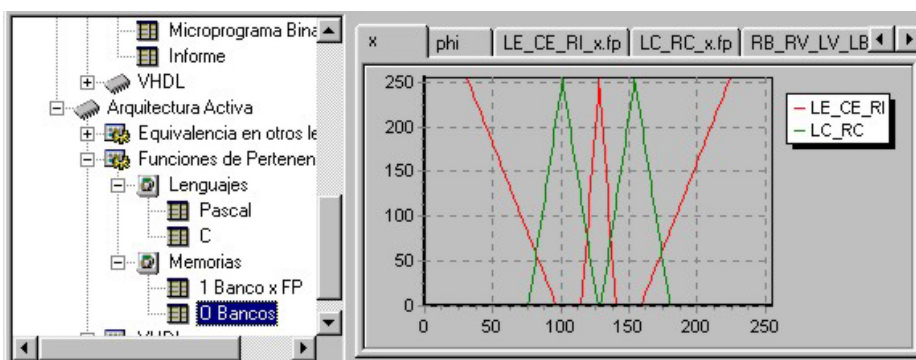 Microprograma Bina
Informe
VHDL
Arquitectura Activa
Equivalencia en otros le
Funciones de Pertenen
Lenguajes
Pascal
C
Memorias
1 Banco x FP
0 Bancos
VHDL
x phi LE_CE_RI_x.fp LC_RC_x.fp RB_RV_LV_LB
250
200
150
100
50
0
0 50 100 150 200 250
LE_CE_RI
LC_RC